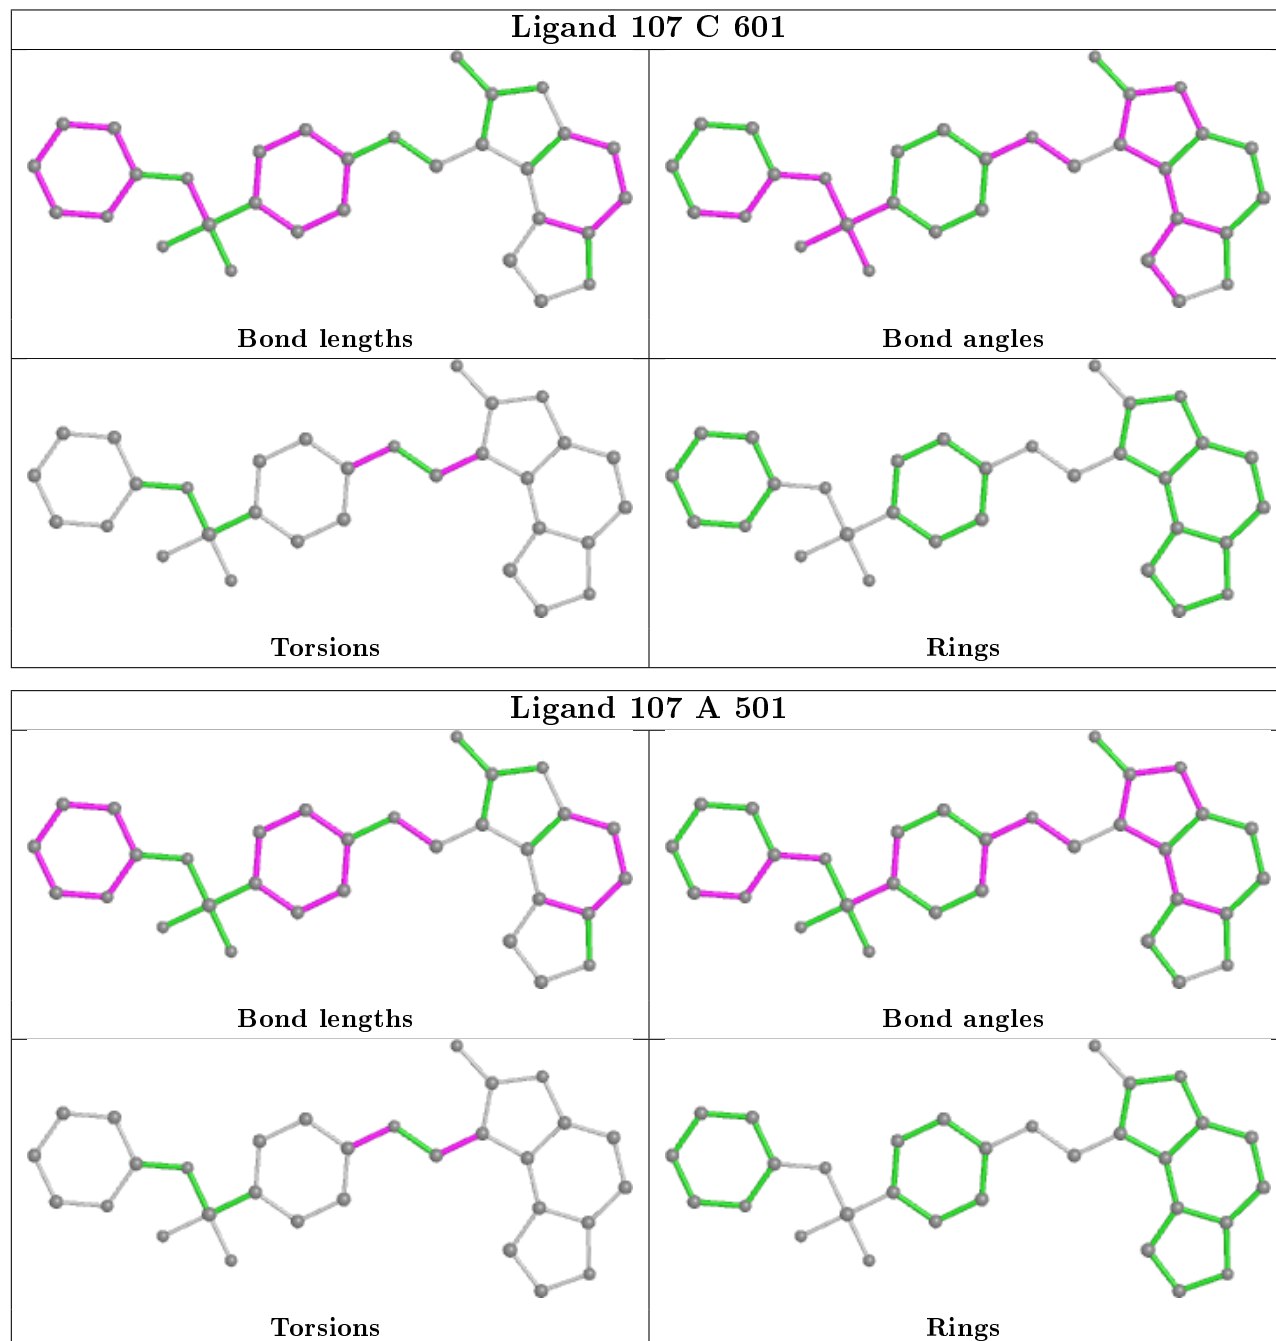 Ligand 107 C 601
Bond lengths
Bond angles
Torsions
Rings
Ligand 107 A 501
Bond lengths
Bond angles
Torsions
Rings